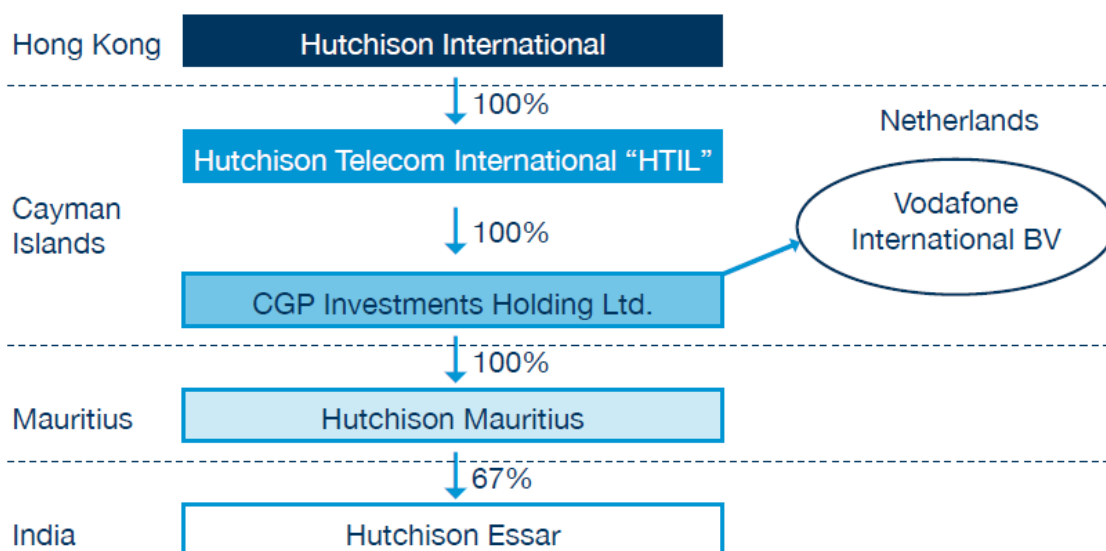 Hong Kong
Hutchison International
100%
Netherlands
Hutchison Telecom International “HTIL”
Cayman
Islands
100%
Vodafone
International BV
CGP Investments Holding Ltd.
100%
Mauritius
Hutchison Mauritius
67%
India
Hutchison Essar